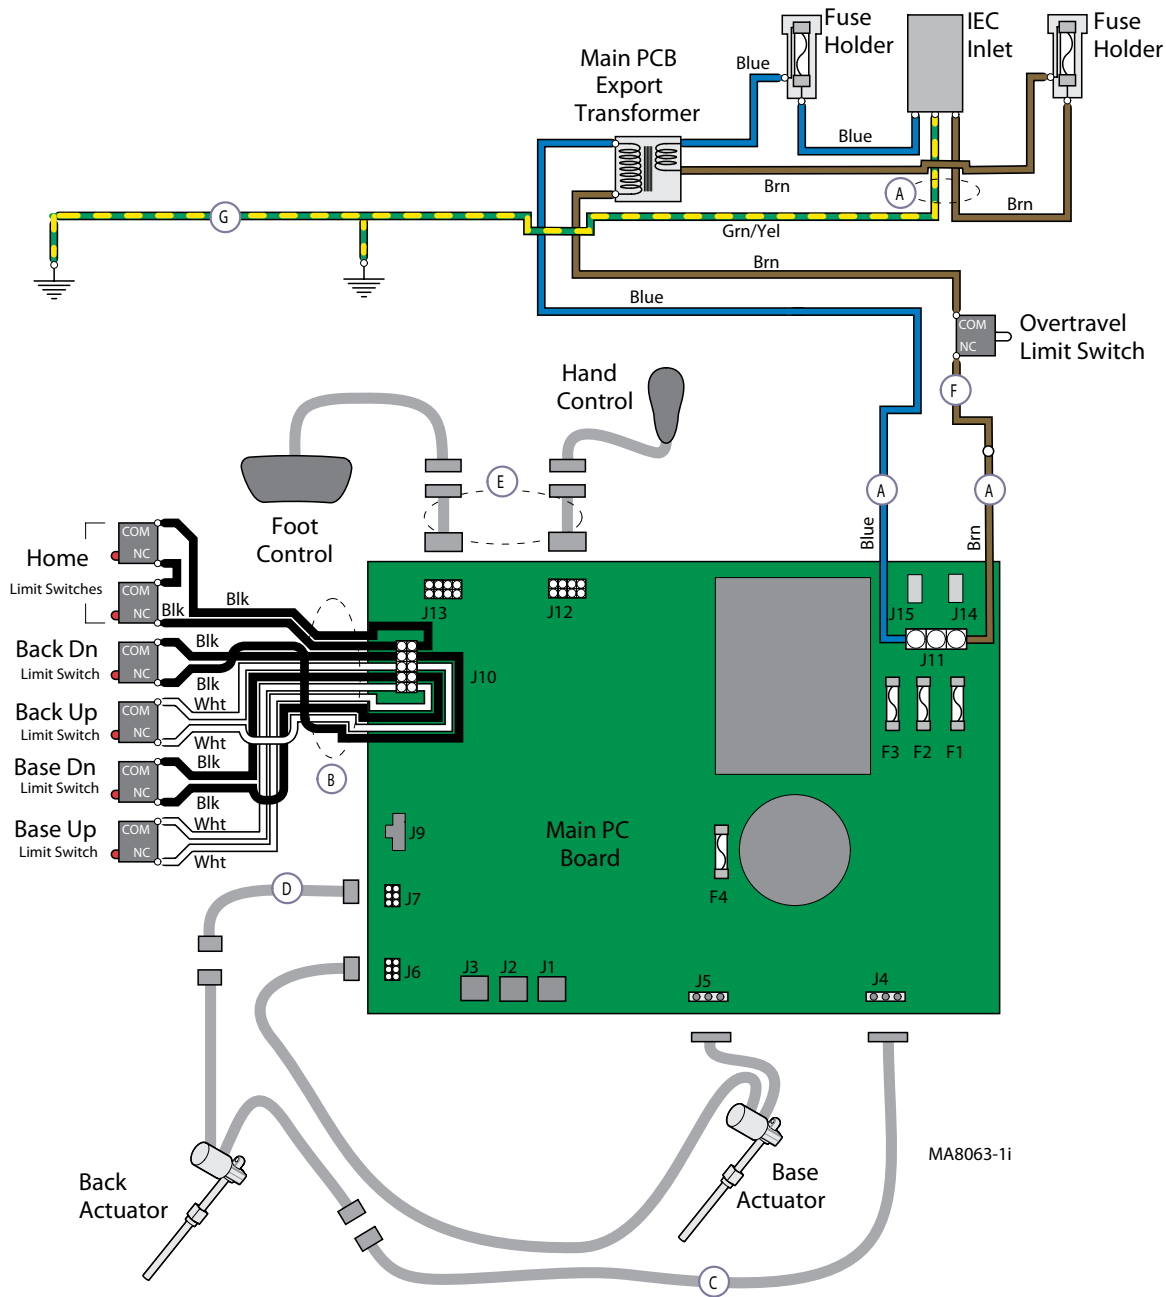 Fuse
Holder
IEC
Inlet
Fuse
Holder
Main PCB
Export
Transformer
Blue
Blue
Brn
A
Brn
G
Grn/Yel
Brn
Blue
COM
NC
Overtravel
Limit Switch
F
Hand
Control
E
A
A
Foot
Control
Blue
Brn
Home
Limit Switches
COM
NC
COM
NC
Blk
Blk
J13
J12
J15
J14
J11
Back Dn
Limit Switch
COM
NC
Blk
Blk
J10
Back Up
Limit Switch
COM
NC
Wht
Wht
F3
F2
F1
Base Dn
Limit Switch
COM
NC
Blk
Blk
B
Base Up
Limit Switch
COM
NC
Wht
Wht
J9
Main PC
Board
F4
D
J7
J6
J3
J2
J1
J5
J4
Back
Actuator
Base
Actuator
MA8063-1i
C